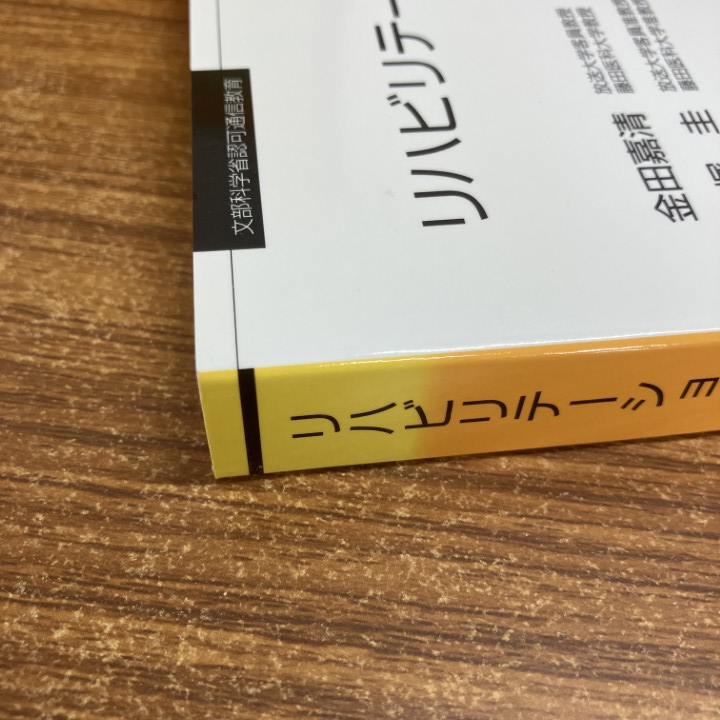 文部科学省認可通信教育
リハビリテー
放送大学客員教授
藤田医科大学教授
金田嘉清
放送大学客員准教授
藤田医科大学准教授
圭
リハビリテーショ